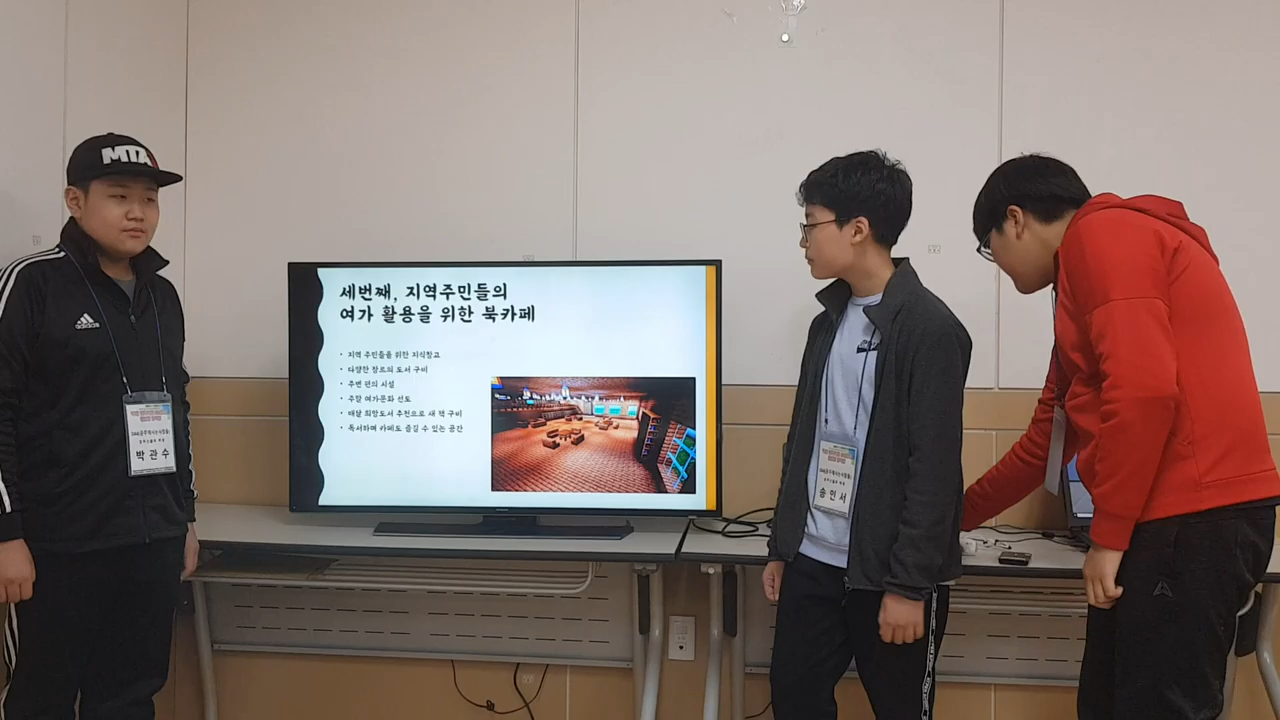 MTA
adidas
박관수
세번째, 지역주민들의
여가 활용을 위한 북카페
• 지역 주민들을 위한 지식창고
• 다양한 장르의 도서 구비
• 주변 편의 시설
• 주말 여가문화 선도
• 매달 희망도서 추천으로 새 책 구비
• 독서하며 카페도 즐길 수 있는 공간
송민서